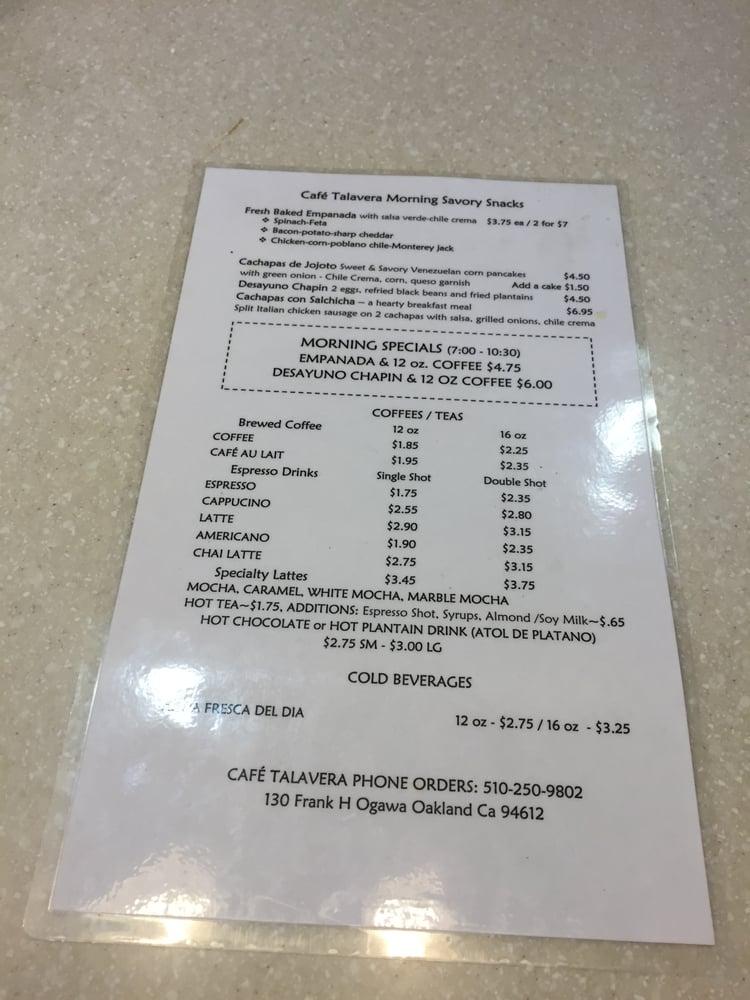 Café Talavera Morning Savory Snacks
Fresh Baked Empanada with salsa verde-chile crema $3.75 ea / 2 for $7
❖ Spinach-Feta
❖ Bacon-potato-sharp cheddar
❖ Chicken-corn-poblano chile-Monterey Jack
Cachapas de Jojoto Sweet & Savory Venezuelan corn pancakes $4.50
with green onion - Chile Crema, corn, queso garnish Add a cake $1.50
Desayuno Chapin 2 eggs, refried black beans and fried plantains $4.50
Cachapas con Salchicha – a hearty breakfast meal $6.95
Split Italian chicken sausage on 2 cachapas with salsa, grilled onions, chile crema
MORNING SPECIALS (7:00 - 10:30)
EMPANADA & 12 oz. COFFEE $4.75
DESAYUNO CHAPIN & 12 OZ COFFEE $6.00
COFFEES / TEAS
Brewed Coffee 12 oz 16 oz
COFFEE $1.85 $2.25
CAFÉ AU LAIT $1.95 $2.35
Espresso Drinks Single Shot Double Shot
ESPRESSO $1.75 $2.35
CAPPUCINO $2.55 $2.80
LATTE $2.90 $3.15
AMERICANO $1.90 $2.35
CHAI LATTE $2.75 $3.15
Specialty Lattes $3.45 $3.75
MOCHA, CARAMEL, WHITE MOCHA, MARBLE MOCHA
HOT TEA~$1.75, ADDITIONS: Espresso Shot, Syrups, Almond /Soy Milk~$.65
HOT CHOCOLATE or HOT PLANTAIN DRINK (ATOL DE PLATANO)
$2.75 SM - $3.00 LG
COLD BEVERAGES
FRESCA DEL DIA 12 oz - $2.75 / 16 oz - $3.25
CAFÉ TALAVERA PHONE ORDERS: 510-250-9802
130 Frank H Ogawa Oakland Ca 94612